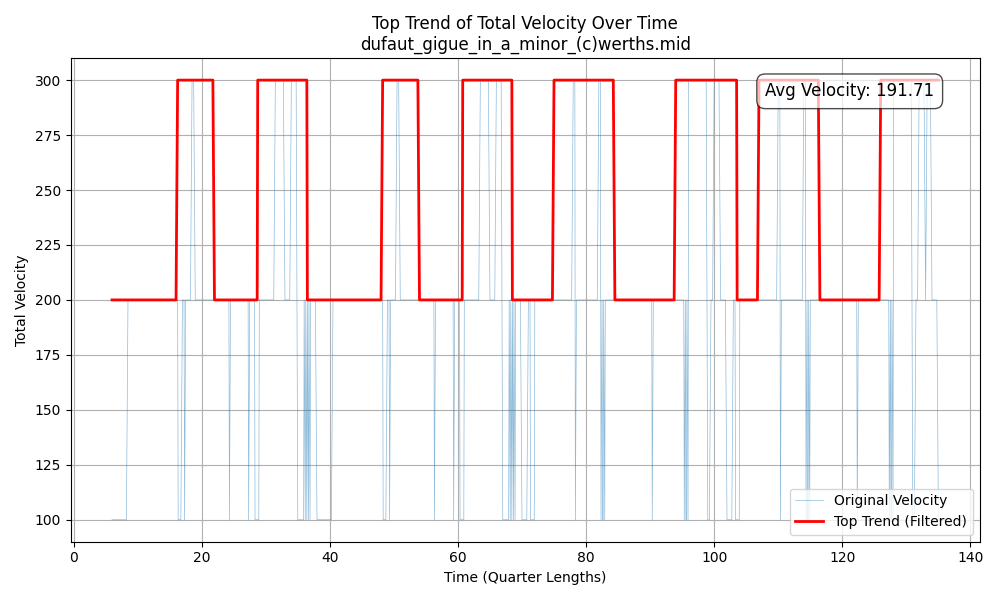 Top Trend of Total Velocity Over Time
dufaut_gigue_in_a_minor_(c)werths.mid
Avg Velocity: 191.71
Total Velocity
300
275
250
225
200
175
150
125
100
Original Velocity
Top Trend (Filtered)
0 20 40 60 80 100 120 140
Time (Quarter Lengths)